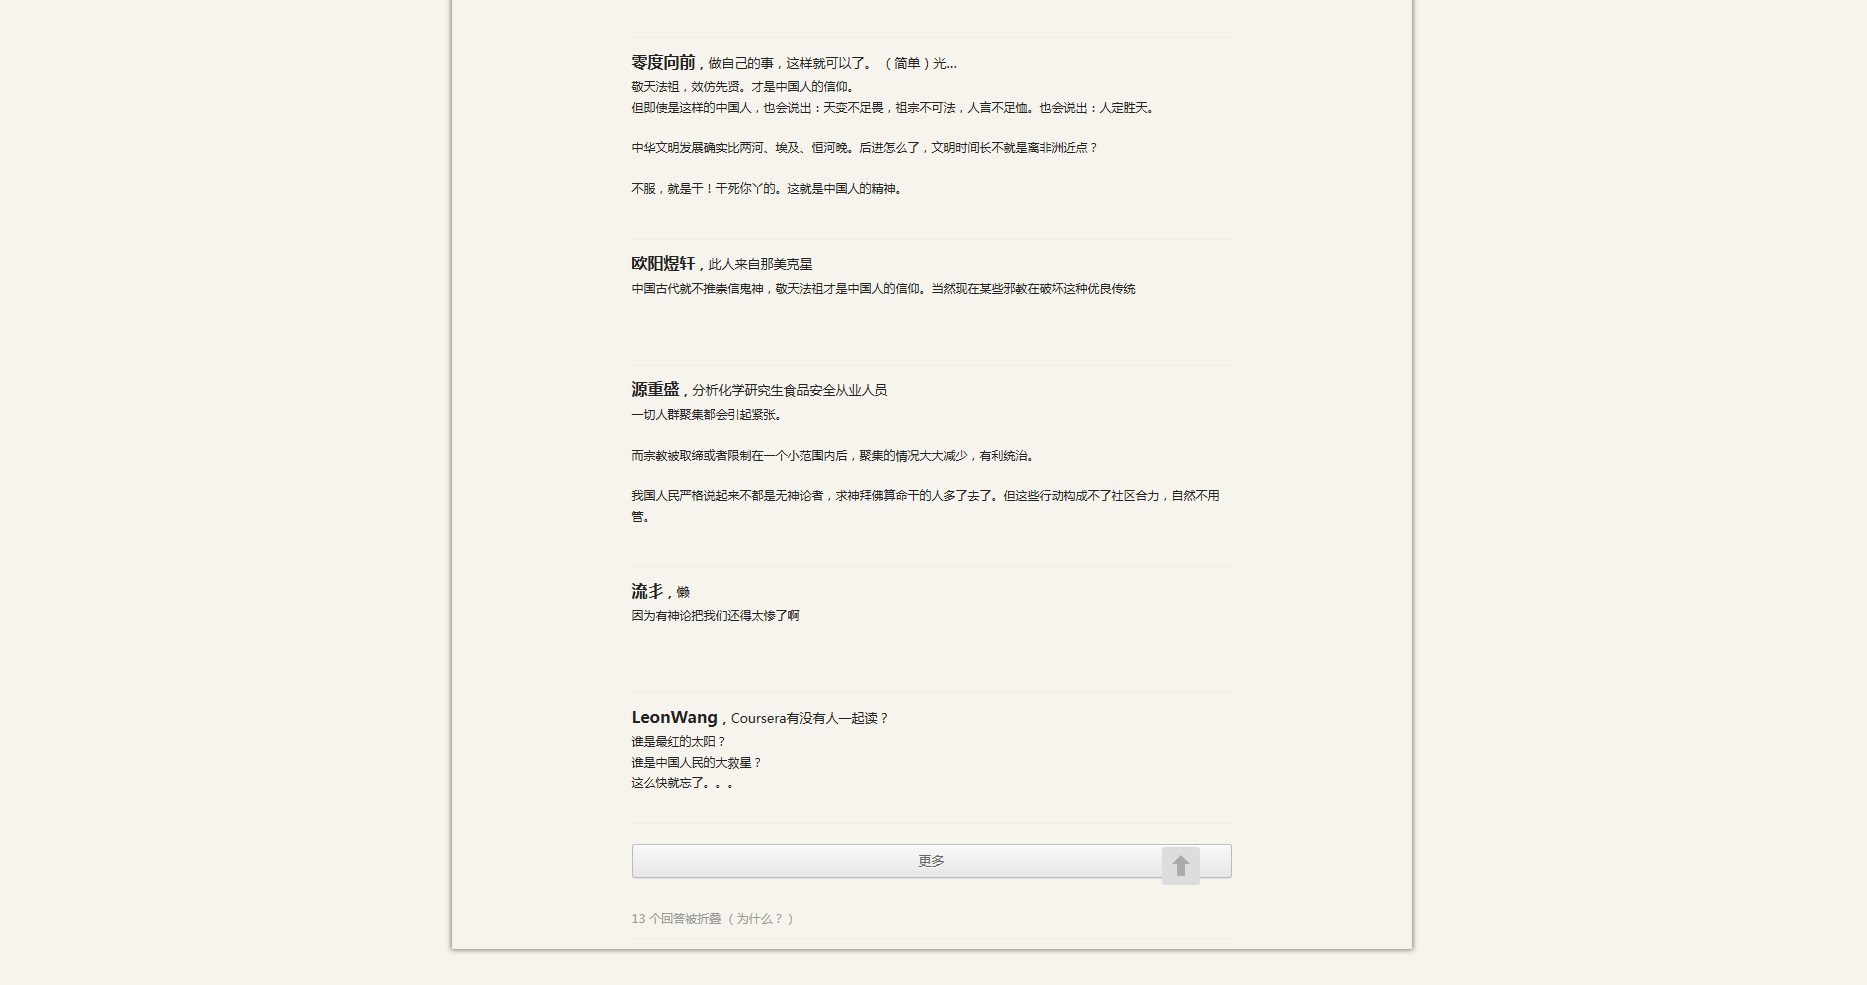 零度向前，做自己的事，这样就可以了。（简单）光...
敬天法祖，效仿先贤。才是中国人的信仰。
但即使是这样的中国人，也会说出：天变不足畏，祖宗不可法，人言不足恤。也会说出：人定胜天。
中华文明发展确实比两河、埃及、恒河晚。后进怎么了，文明时间长不就是离非洲近点？
不服，就是干！干死你丫的。这就是中国人的精神。
欧阳煜轩，此人来自那美克星
中国古代就不推崇信鬼神，敬天法祖才是中国人的信仰。当然现在某些邪教在破坏这种优良传统
源重盛，分析化学研究生食品安全从业人员
一切人群聚集都会引起紧张。
而宗教被取缔或者限制在一个小范围内后，聚集的情况大大减少，有利统治。
我国人民严格说起来不都是无神论者，求神拜佛算命干的人多了去了。但这些行动构成不了社区合力，自然不用
管。
，懒
因为有神论把我们还得太惨了啊
LeonWang，Coursera有没有人一起读？
谁是最红的太阳？
谁是中国人民的大救星？
这么快就忘了。。。
更多
13 个回答被折叠（为什么？）